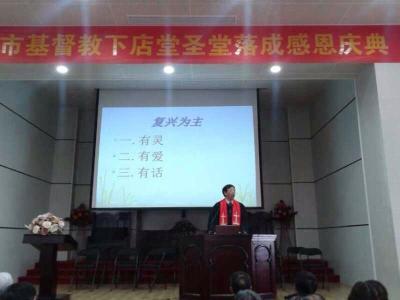 市基督教下店堂圣堂落成感恩庆典
复兴为主
· 一. 有灵
· 二. 有爱
· 三. 有话